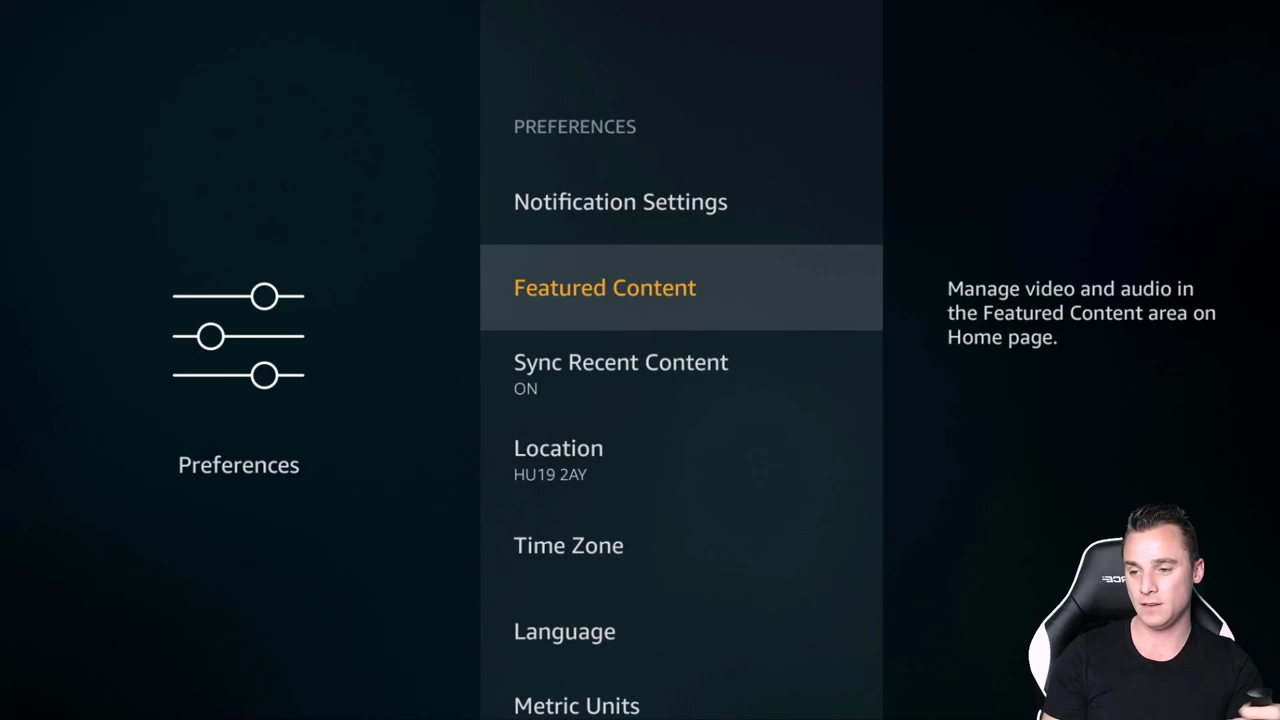 PREFERENCES
Notification Settings
Featured Content
Manage video and audio in
the Featured Content area on
Home page.
Sync Recent Content
ON
Location
HU19 2AY
Preferences
Time Zone
Language
Metric Units